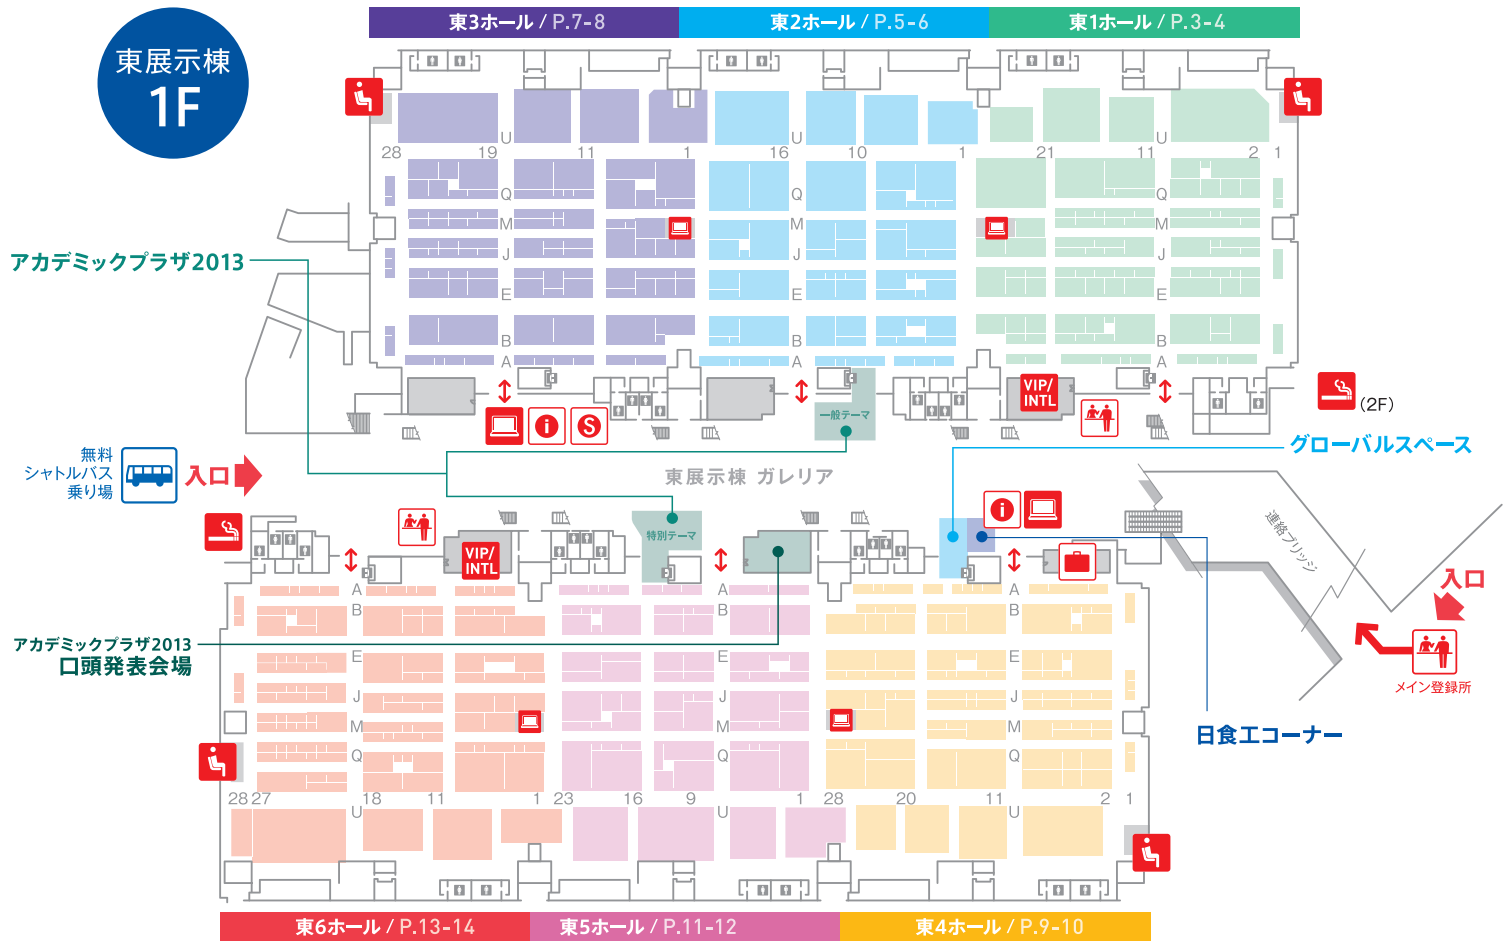 東展示棟
1F
東3ホール / P.7-8
東2ホール / P.5-6
東1ホール / P.3-4
U
U
U
28
19
11
1
16
10
1
21
11
2
1
Q
Q
Q
M
M
M
J
J
J
E
E
E
B
B
B
A
A
A
アカデミックプラザ2013
VIP/
INTL
(2F)
i
S
一般テーマ
グローバルスペース
無料
シャトルバス
乗り場
入口
東展示棟 ガレリア
特別テーマ
VIP/
INTL
i
連絡ブリッジ
入口
メイン登録所
アカデミックプラザ2013
口頭発表会場
日食エコーナー
A
A
A
B
B
B
E
E
E
J
J
J
M
M
M
Q
Q
Q
28
27
18
11
1
23
16
9
1
28
20
11
2
1
U
U
U
東6ホール / P.13-14
東5ホール / P.11-12
東4ホール / P.9-10